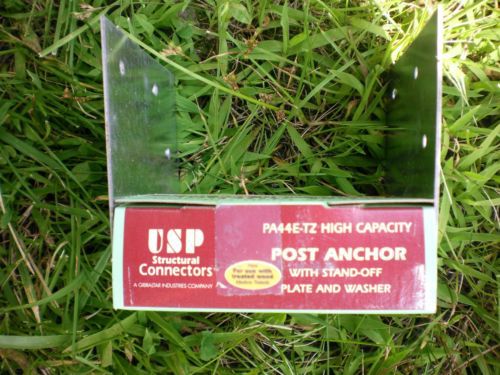 USP
Structural
Connectors
A GIBRALTAR INDUSTRIES COMPANY
For use with
treated wood
PA44E-TZ HIGH CAPACITY
POST ANCHOR
WITH STAND-OFF
PLATE AND WASHER